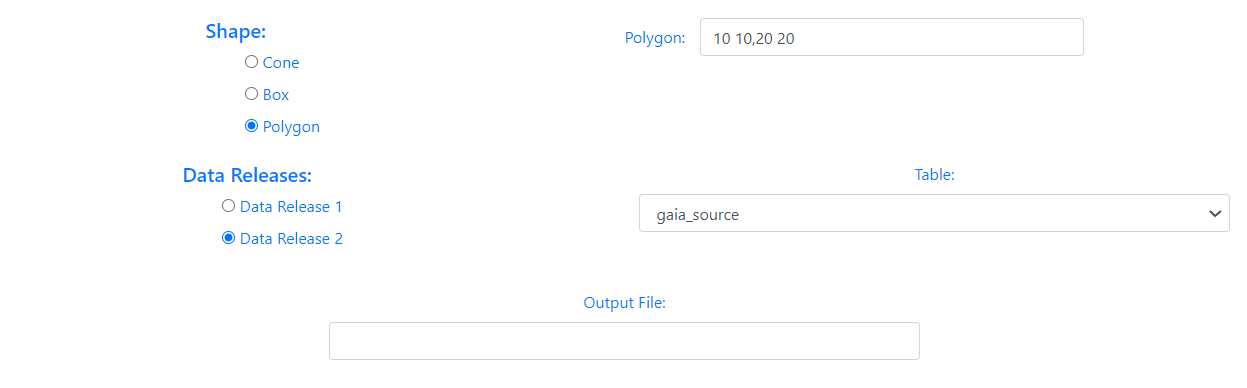 Shape:
Polygon: 10 10,20 20
Cone
Box
Polygon
Data Releases:
Table:
Data Release 1
gaia_source
Data Release 2
Output File: